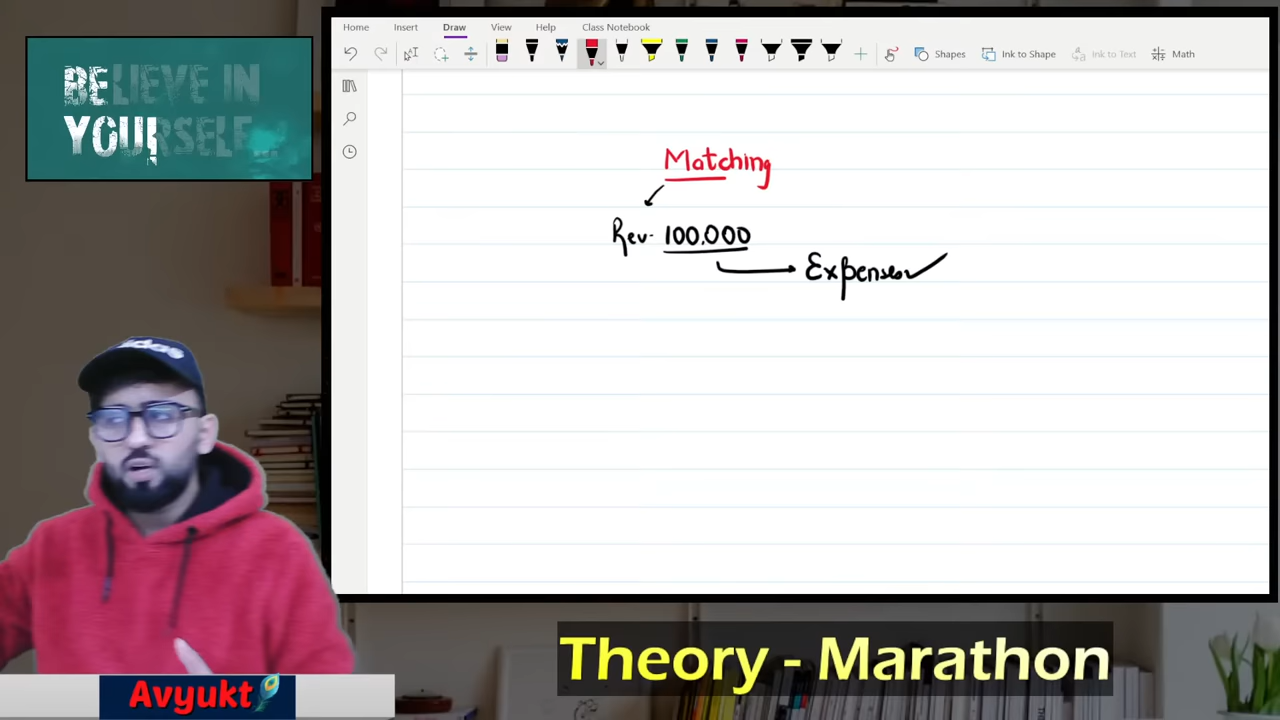 BELIEVE IN
YOURSELF...
Home Insert Draw View Help Class Notebook
Shapes Ink to Shape Ink to Text Math
Matching
Rev. 100.000
Expenses
adidas
Theory - Marathon
Avyukt